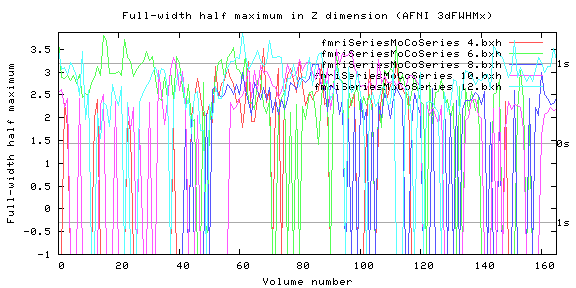 Full-width half maximum in Z dimension (AFNI 3dFWHMx)
fmriSeriesMoCoSeries 4.bxh
fmriSeriesMoCoSeries 6.bxh
fmriSeriesMoCoSeries 8.bxh
fmriSeriesMoCoSeries 10.bxh
fmriSeriesMoCoSeries 12.bxh
Full-width half maximum
3.5
3
2.5
2
1.5
1
0.5
0
-0.5
-1
1s
0s
1s
0 20 40 60 80 100 120 140 160
Volume number